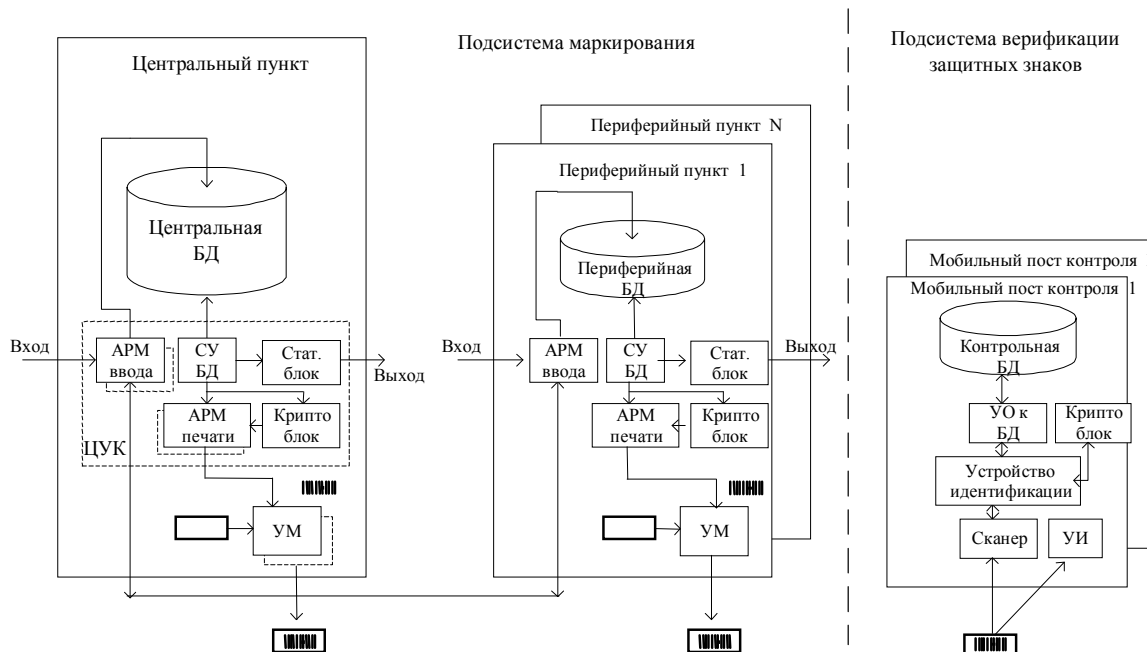 Подсистема маркирования
Подсистема верификации
защитных знаков
Центральный пункт
Центральная
БД
Вход
АРМ
ввода
СУ
БД
Стат.
блок
Выход
АРМ
печати
Крипто
блок
ЦУК
УМ
Периферийный пункт N
Периферийный пункт 1
Периферийная
БД
Вход
АРМ
ввода
СУ
БД
Стат.
блок
Выход
АРМ
печати
Крипто
блок
УМ
Мобильный пост контроля
Мобильный пост контроля 1
Контрольная
БД
УО к
БД
Крипто
блок
Устройство
идентификации
Сканер
УИ